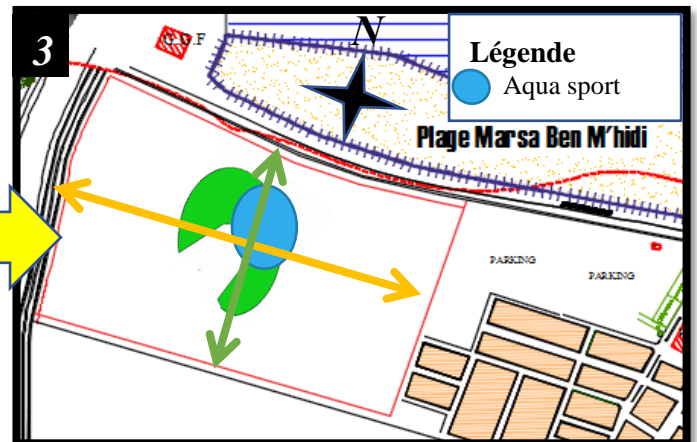 3
G.G.F
N
Légende
Aqua sport
Plage Marsa Ben M'hidi
PARKING
PARKING